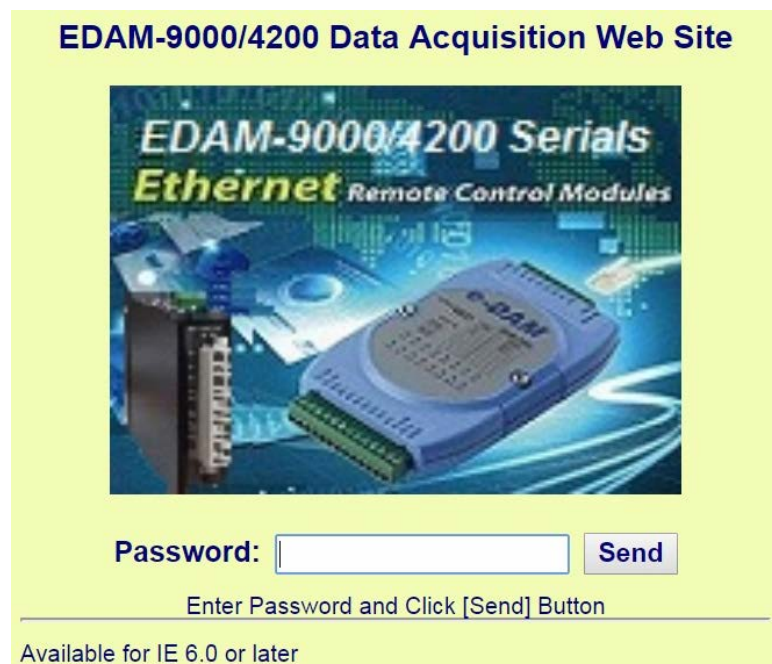 EDAM-9000/4200 Data Acquisition Web Site
EDAM-9000/4200 Serials
Ethernet Remote Control Modules
e-DAM
Password:
Send
Enter Password and Click [Send] Button
Available for IE 6.0 or later